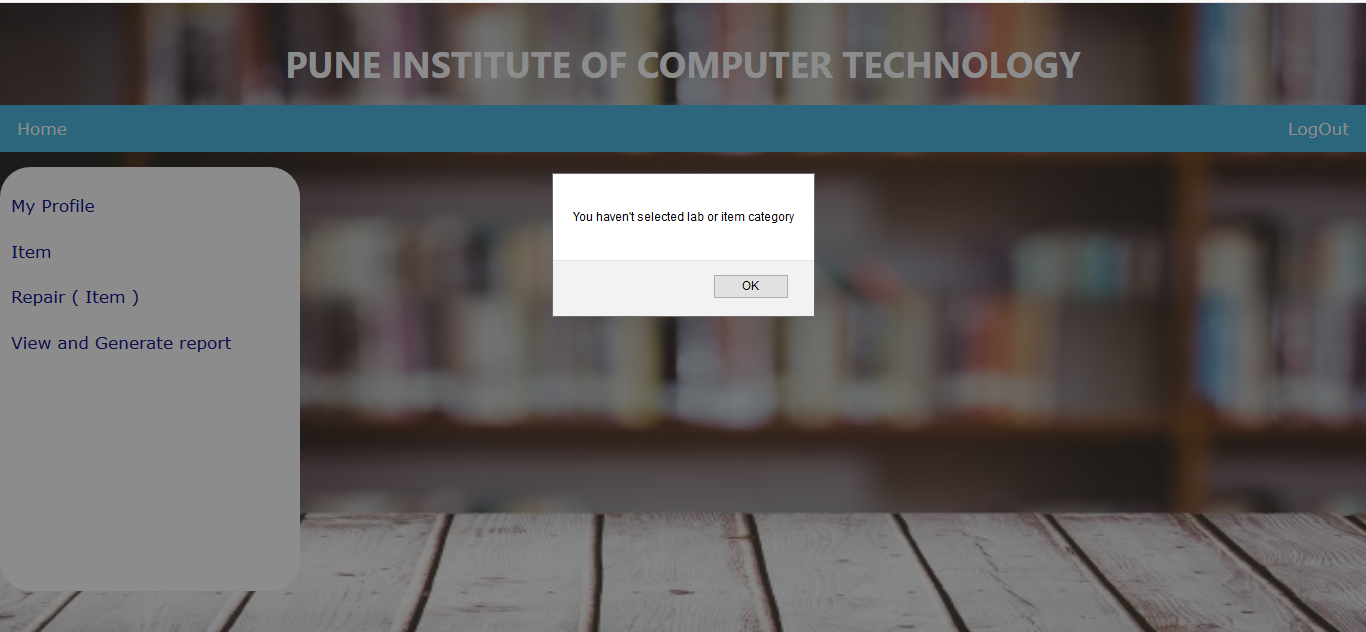 PUNE INSTITUTE OF COMPUTER TECHNOLOGY
Home
LogOut
My Profile
Item
Repair ( Item )
View and Generate report
You haven't selected lab or item category
OK